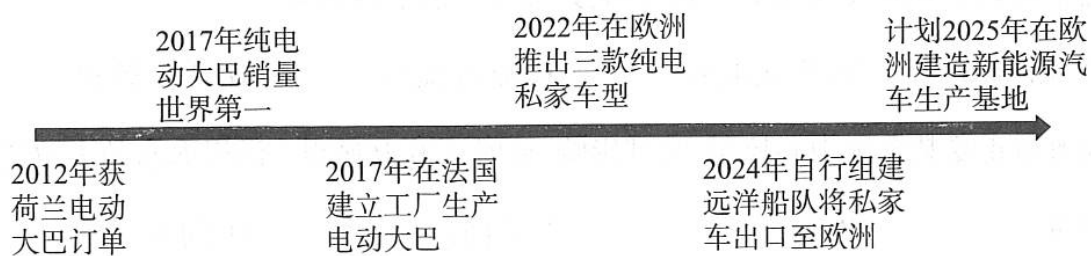 2017年纯电
动大巴销量
世界第一
2022年在欧洲
推出三款纯电
私家车型
计划2025年在欧
洲建造新能源汽
车生产基地
2012年获
荷兰电动
大巴订单
2017年在法国
建立工厂生产
电动大巴
2024年自行组建
远洋船队将私家
车出口至欧洲